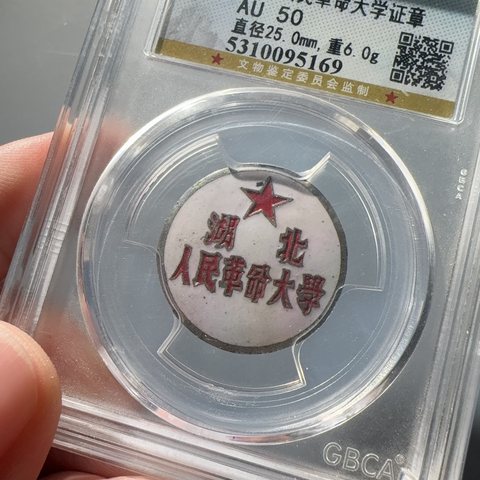 民革命大学证章
AU 50
直径25.0mm,重6.0g
5310095169
文物鉴定委员会监制
GBCA
湖北
人民革命大學
GBCA®